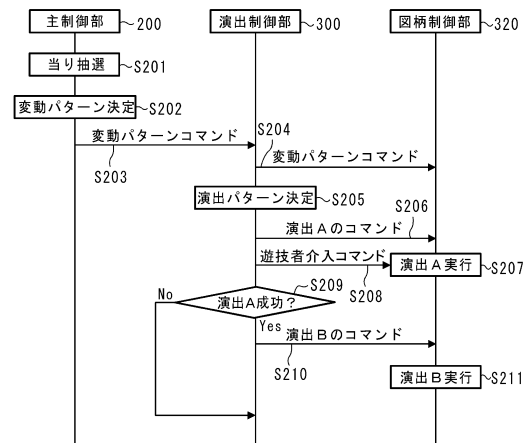 主制御部 200
演出制御部 300
図柄制御部 320
当り抽選 S201
変動パターン決定 S202
変動パターンコマンド
S203
S204
変動パターンコマンド
演出パターン決定 S205
S206
演出Aのコマンド
遊技者介入コマンド
S208
演出A実行 S207
S209
演出A成功?
No
Yes
演出Bのコマンド
S210
演出B実行 S211